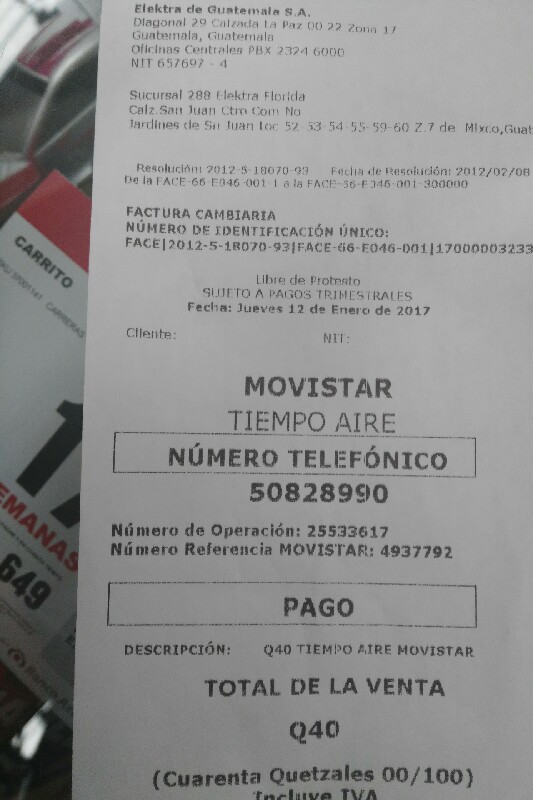 Elektra de Guatemala S.A.
Diagonal 29 Calzada La Paz 00 22 Zona 17
Guatemala, Guatemala
Oficinas Centrales PBX 2324 6000
NIT 657697 - 4
Sucursal 288 Elektra Florida
Calz.San Juan Ctro Com No
Jardines de Sn Juan Loc 52-53-54-55-59-60 Z.7 de Mixco,Guat
Resolución: 2012-5-18070-93 Fecha de Resolución: 2012/02/08
De la FACE-66-E046-001-1 a la FACE-66-E046-001-300000
FACTURA CAMBIARIA
NÚMERO DE IDENTIFICACIÓN ÚNICO:
FACE|2012-5-18070-93|FACE-66-E046-001|17000003233
Libre de Protesto
SUJETO A PAGOS TRIMESTRALES
Fecha: Jueves 12 de Enero de 2017
Cliente: NIT:
MOVISTAR
TIEMPO AIRE
NÚMERO TELEFÓNICO
50828990
Número de Operación: 25533617
Número Referencia MOVISTAR: 4937792
PAGO
DESCRIPCIÓN: Q40 TIEMPO AIRE MOVISTAR
TOTAL DE LA VENTA
Q40
(Cuarenta Quetzales 00/100)
Incluye IVA
CARRITO
CARRERAS
EMANAS
649